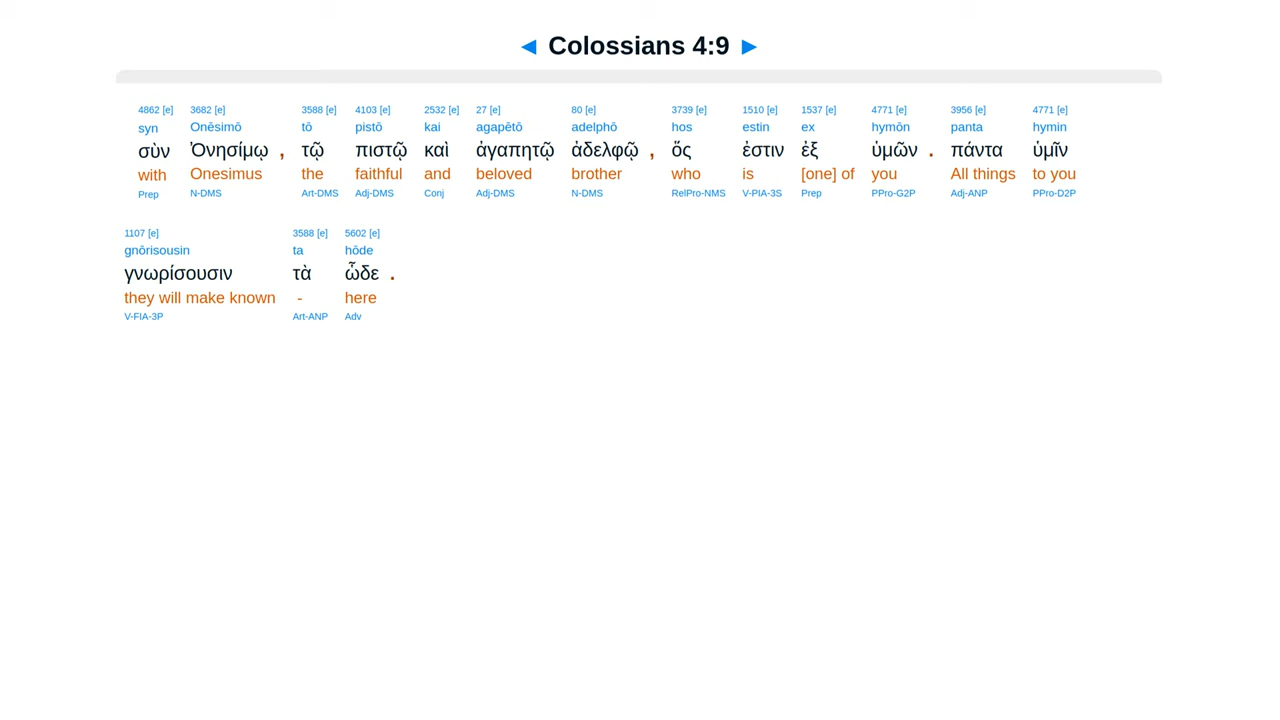 ◄ Colossians 4:9 ►
4862 [e] 3682 [e] 3588 [e] 4103 [e] 2532 [e] 27 [e] 80 [e] 3739 [e] 1510 [e] 1537 [e] 4771 [e] 3956 [e] 4771 [e]
syn Onēsimō tō pistō kai agapētō adelphō hos estin ex hymōn panta hymin
σὺν Ὀνησίμῳ , τῷ πιστῷ καὶ ἀγαπητῷ ἀδελφῷ , ὅς ἐστιν ἐξ ὑμῶν . πάντα ὑμῖν
with Onesimus the faithful and beloved brother who is [one] of you All things to you
Prep N-DMS Art-DMS Adj-DMS Conj Adj-DMS N-DMS RelPro-NMS V-PIA-3S Prep PPro-G2P Adj-ANP PPro-D2P
1107 [e] 3588 [e] 5602 [e]
gnōrisousin ta hōde
γνωρίσουσιν τὰ ὧδε .
they will make known - here
V-FIA-3P Art-ANP Adv